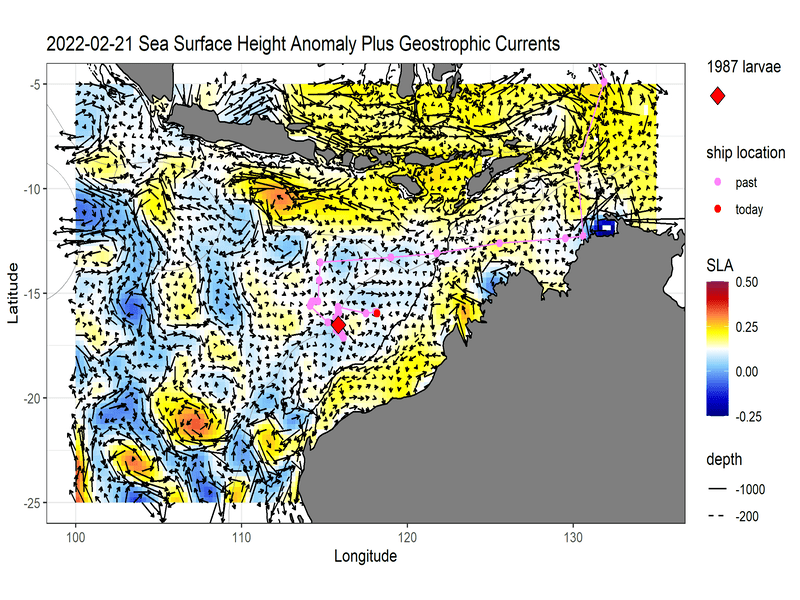 2022-02-21 Sea Surface Height Anomaly Plus Geostrophic Currents
-5
-10
-15
-20
-25
Latitude
100
110
120
130
Longitude
1987 larvae
ship location
past
today
SLA
0.50
0.25
0.00
-0.25
depth
-1000
-200